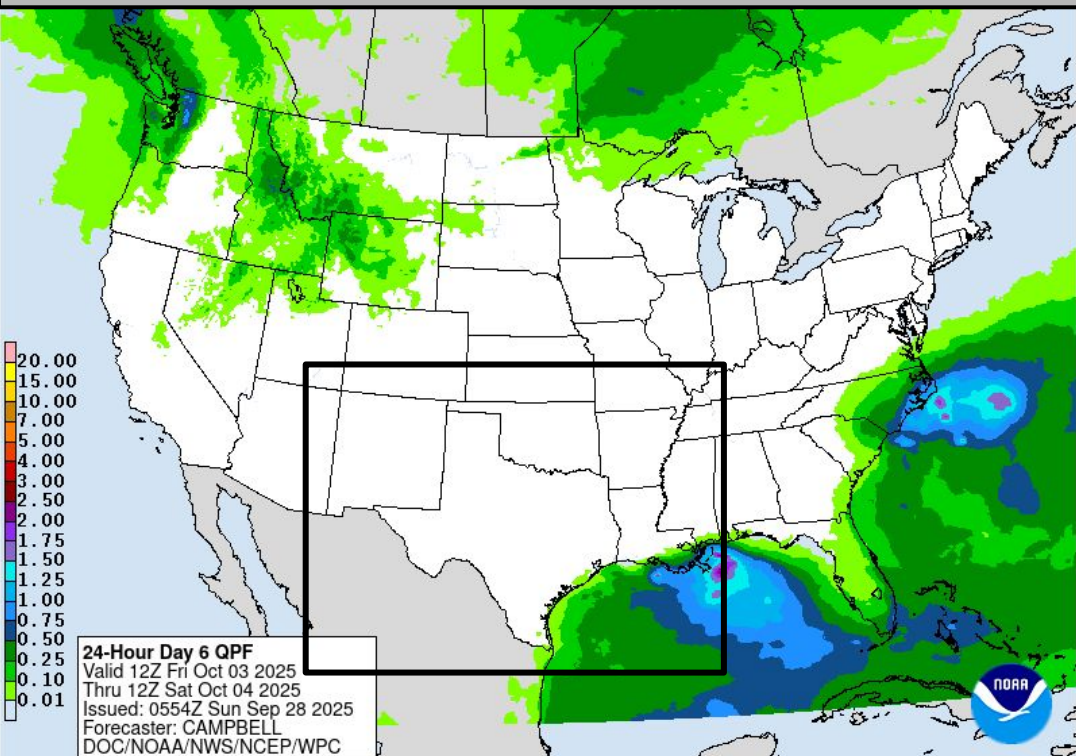 20.00
15.00
10.00
7.00
5.00
4.00
3.00
2.50
2.00
1.75
1.50
1.25
1.00
0.75
0.50
0.25
0.10
0.01
24-Hour Day 6 QPF
Valid 12Z Fri Oct 03 2025
Thru 12Z Sat Oct 04 2025
Issued: 0554Z Sun Sep 28 2025
Forecaster: CAMPBELL
DOC/NOAA/NWS/NCEP/WPC
NOAA